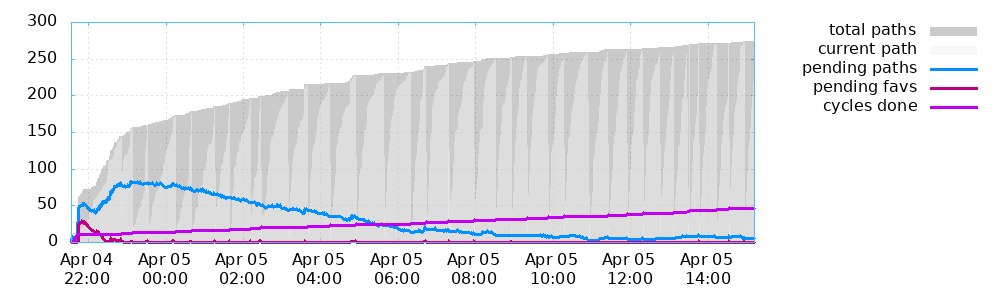 300
250
200
150
100
50
0
Apr 04 Apr 05 Apr 05 Apr 05 Apr 05 Apr 05 Apr 05 Apr 05 Apr 05
22:00 00:00 02:00 04:00 06:00 08:00 10:00 12:00 14:00
total paths
current path
pending paths
pending favs
cycles done